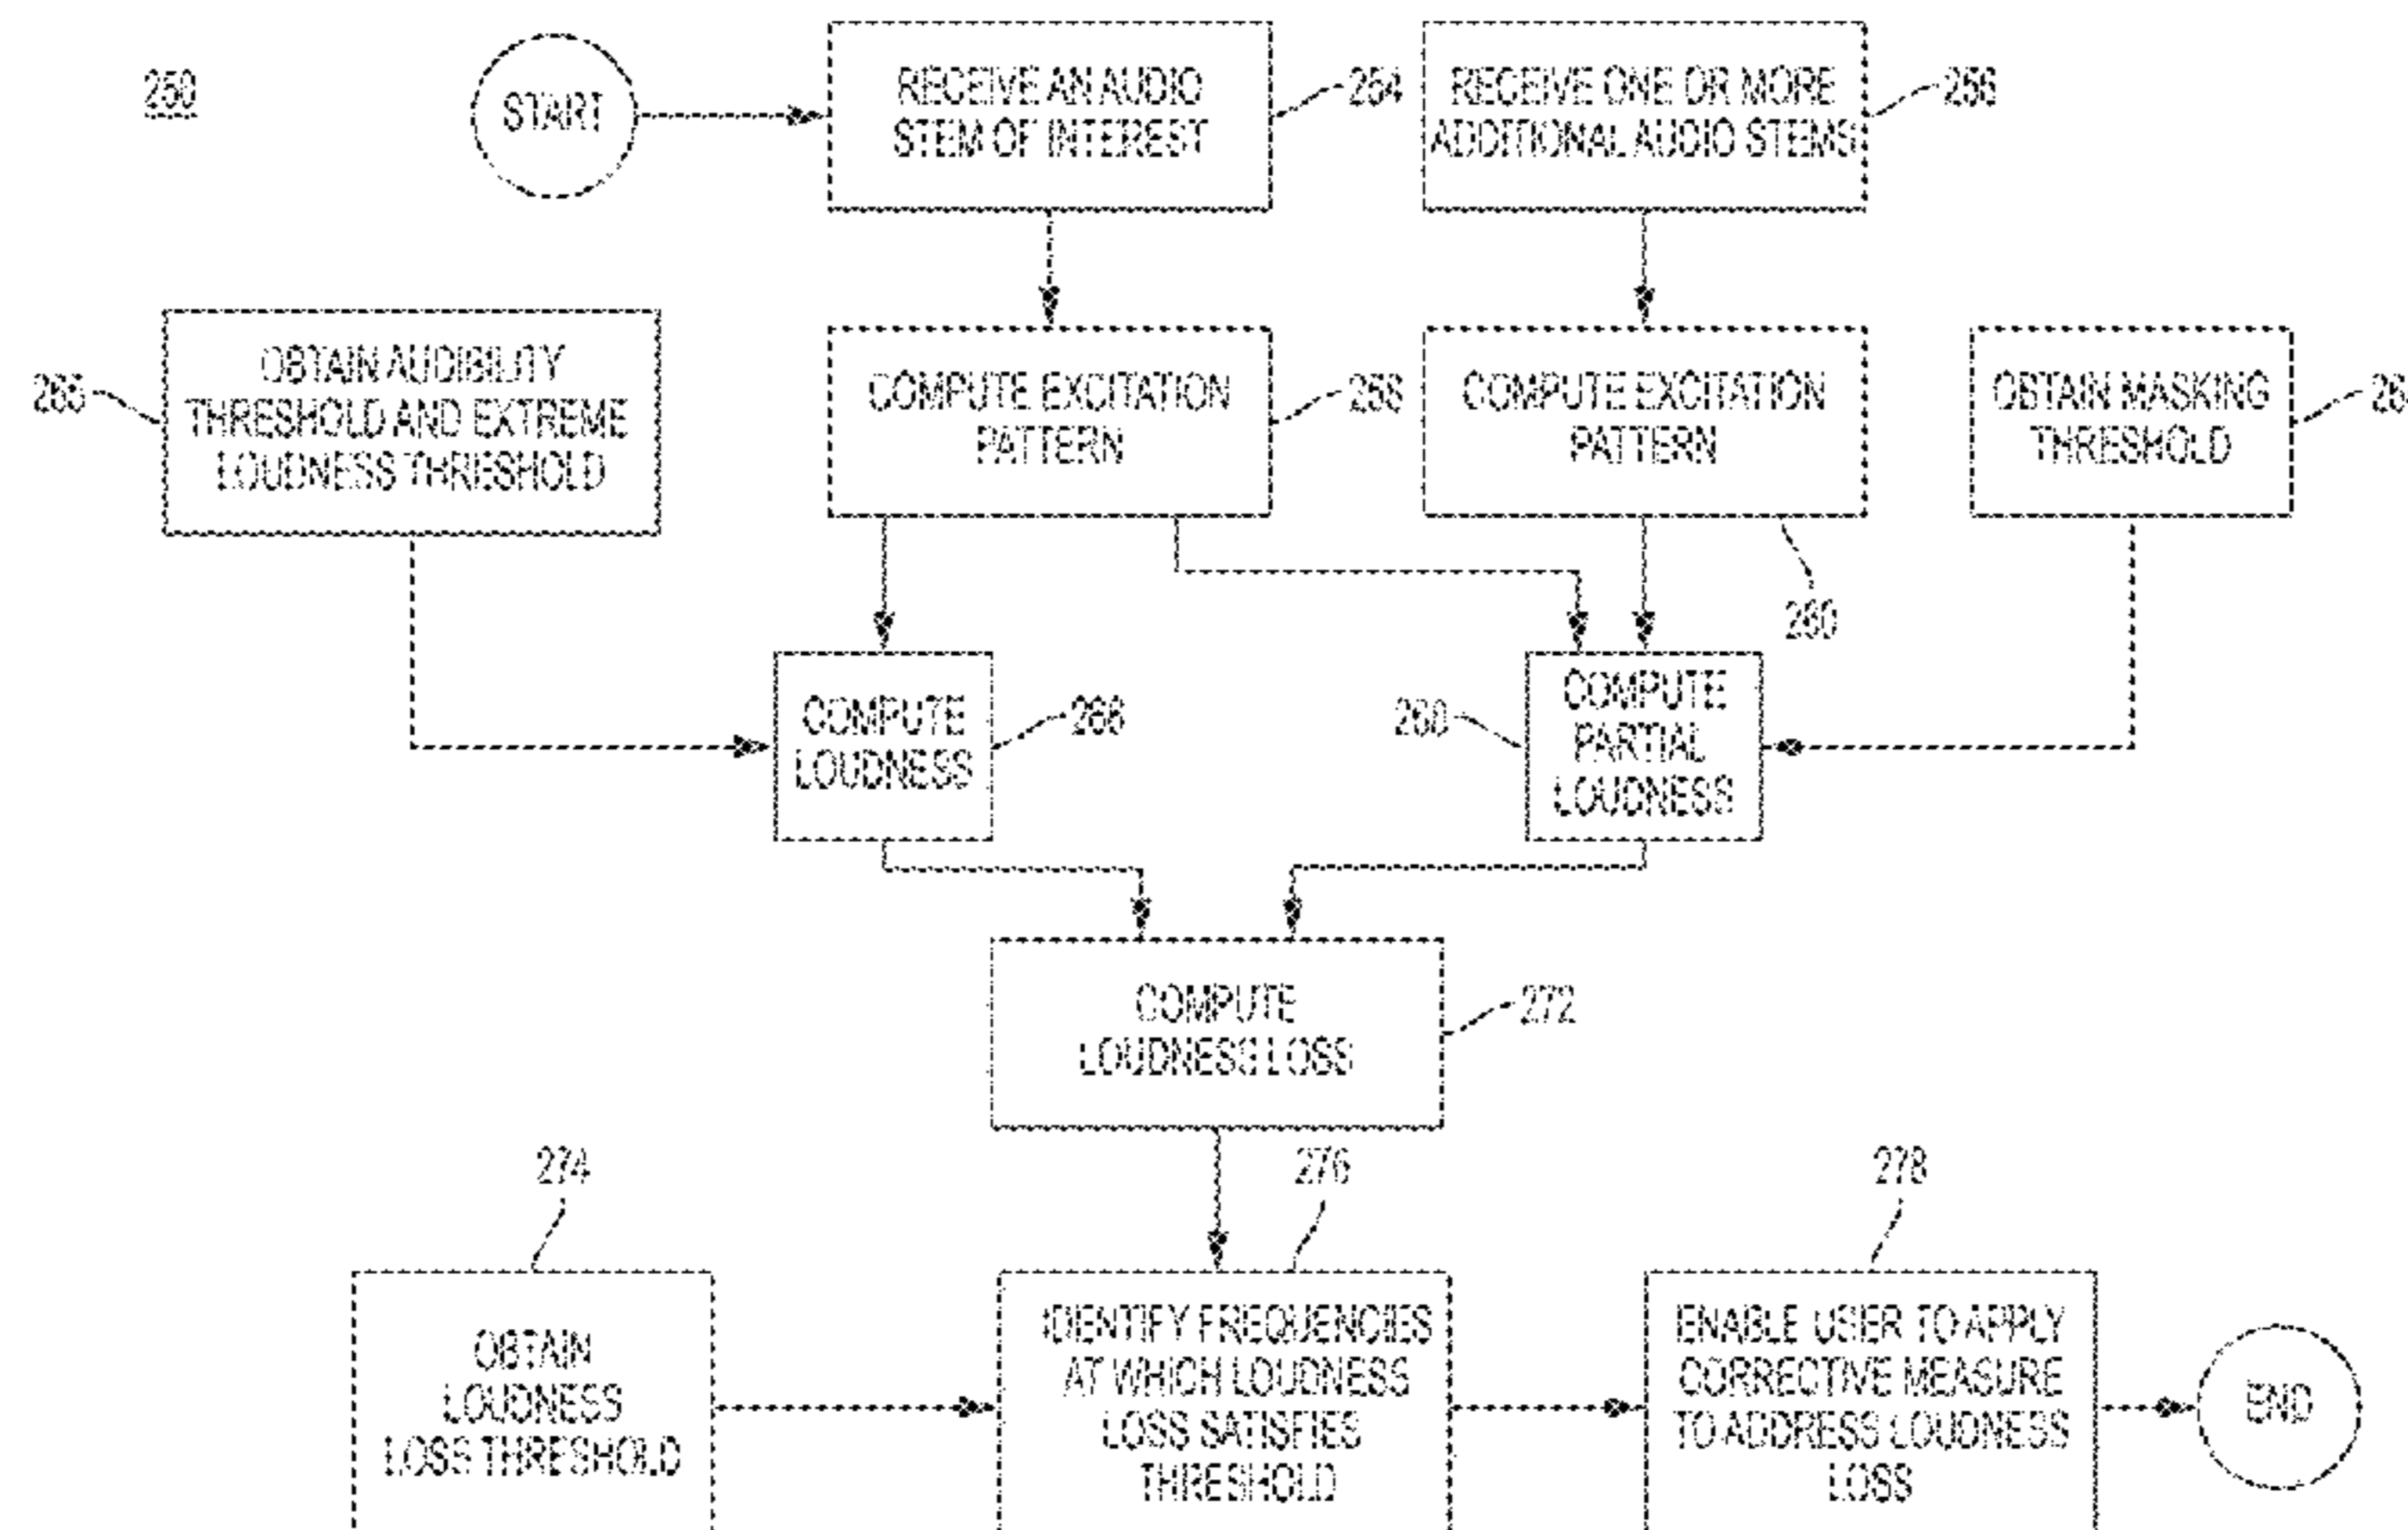 250
START
RECEIVE AN AUDIO
STEM OF INTEREST
254
RECEIVE ONE OR MORE
ADDITIONAL AUDIO STEMS
256
265
OBTAIN AUDIBILITY
THRESHOLD AND EXTREME
LOUDNESS THRESHOLD
COMPUTE EXCITATION
PATTERN
258
COMPUTE EXCITATION
PATTERN
260
OBTAIN MASKING
THRESHOLD
COMPUTE
LOUDNESS
266
COMPUTE
PARTIAL
LOUDNESS
COMPUTE
LOUDNESS LOSS
272
274
OBTAIN
LOUDNESS
LOSS THRESHOLD
276
IDENTIFY FREQUENCIES
AT WHICH LOUDNESS
LOSS SATISFIES
THRESHOLD
278
ENABLE USER TO APPLY
CORRECTIVE MEASURE
TO ADDRESS LOUDNESS
LOSS
END